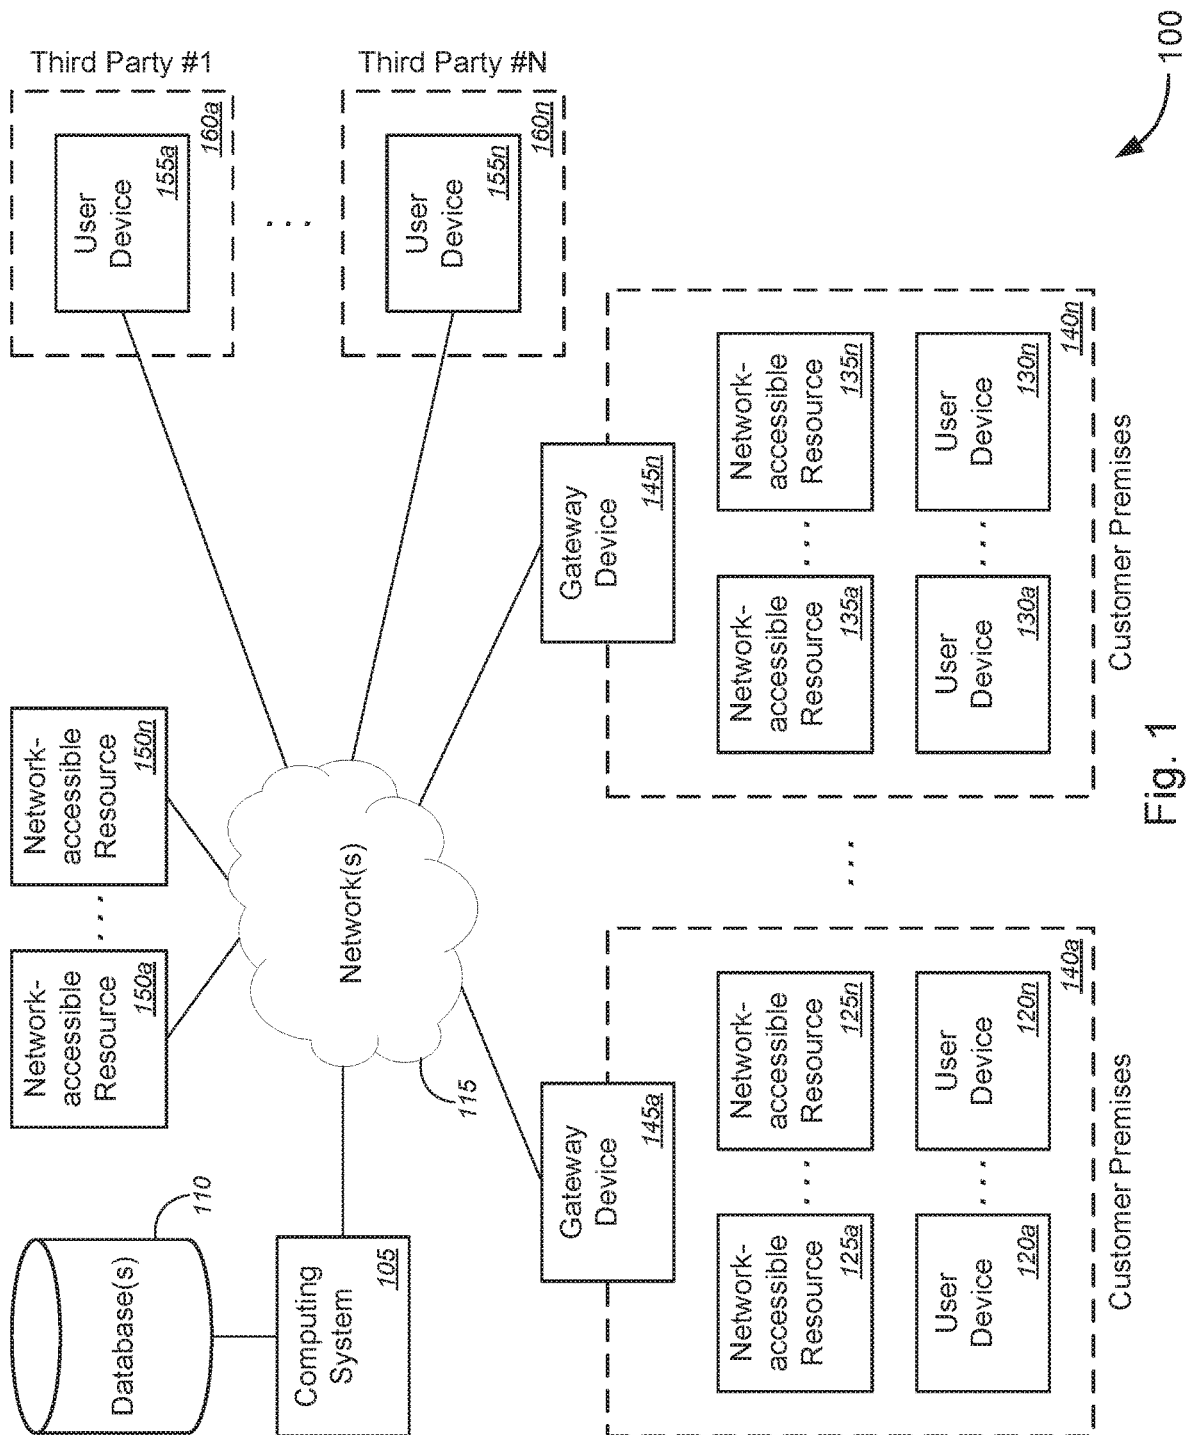 Database(s)
110
Computing
System
105
Network-
accessible
Resource
150a
. . .
Network-
accessible
Resource
150n
Third Party #1
User
Device
155a
160a
. . .
Third Party #N
User
Device
155n
160n
Network(s)
115
Gateway
Device
145a
Network-
accessible
Resource
125a
. . .
Network-
accessible
Resource
125n
User
Device
120a
. . .
User
Device
120n
140a
Customer Premises
. . .
Gateway
Device
145n
Network-
accessible
Resource
135a
. . .
Network-
accessible
Resource
135n
User
Device
130a
. . .
User
Device
130n
140n
Customer Premises
100
Fig. 1